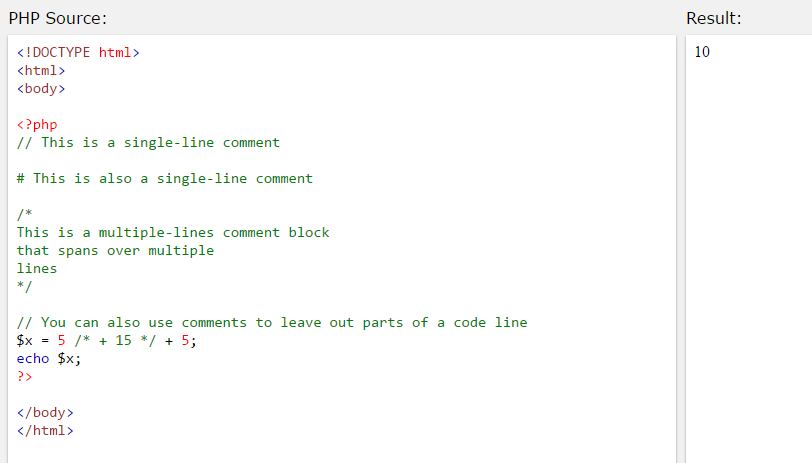 PHP Source:
Result:
<!DOCTYPE html>
<html>
<body>
<?php
// This is a single-line comment
# This is also a single-line comment
/*
This is a multiple-lines comment block
that spans over multiple
lines
*/
// You can also use comments to leave out parts of a code line
$x = 5 /* + 15 */ + 5;
echo $x;
?>
</body>
</html>
10